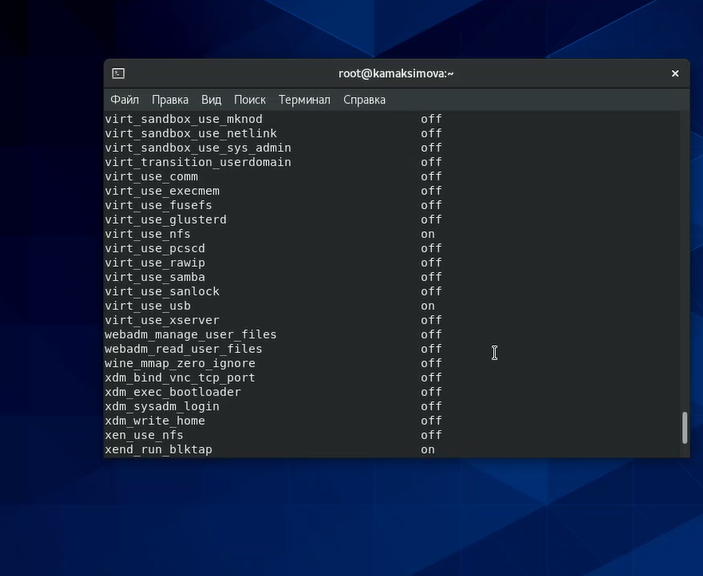 root@kamaksimova:~
Файл Правка Вид Поиск Терминал Справка
virt_sandbox_use_mknod off
virt_sandbox_use_netlink off
virt_sandbox_use_sys_admin off
virt_transition_userdomain off
virt_use_comm off
virt_use_execmem off
virt_use_fusefs off
virt_use_glusterd off
virt_use_nfs on
virt_use_pcscd off
virt_use_rawip off
virt_use_samba off
virt_use_sanlock off
virt_use_usb on
virt_use_xserver off
webadm_manage_user_files off
webadm_read_user_files off
wine_mmap_zero_ignore off
xdm_bind_vnc_tcp_port off
xdm_exec_bootloader off
xdm_sysadm_login off
xdm_write_home off
xen_use_nfs off
xend_run_blktap on